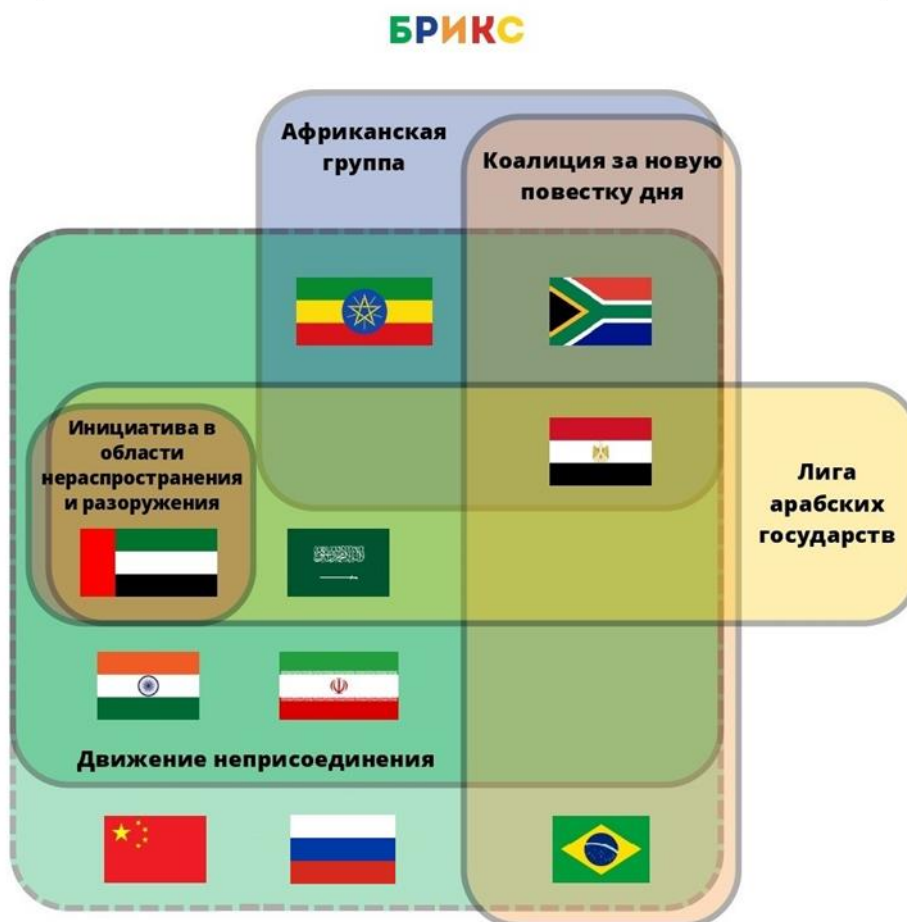 БРИКС
Африканская
группа
Коалиция за новую
повестку дня
Инициатива в
области
нераспространения
и разоружения
Лига
арабских
государств
Движение неприсоединения